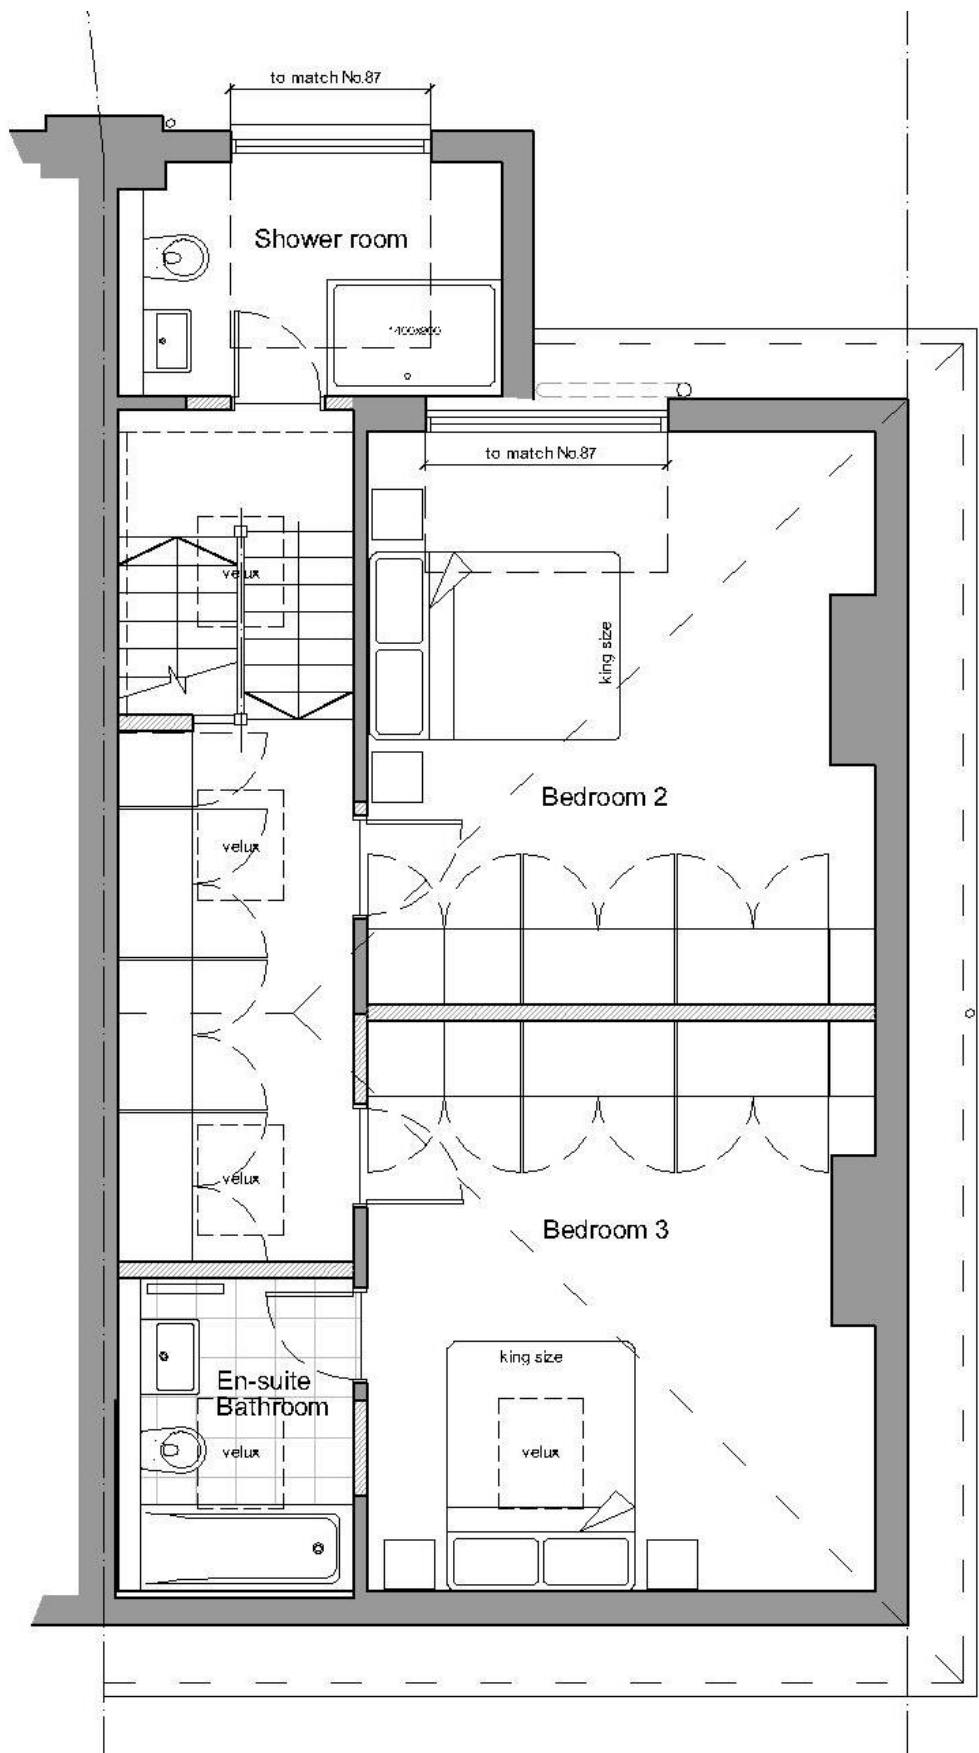 to match No.87
Shower room
1400x900
to match No.87
velux
king size
Bedroom 2
velux
velux
Bedroom 3
king size
En-suite
Bathroom
velux
velux